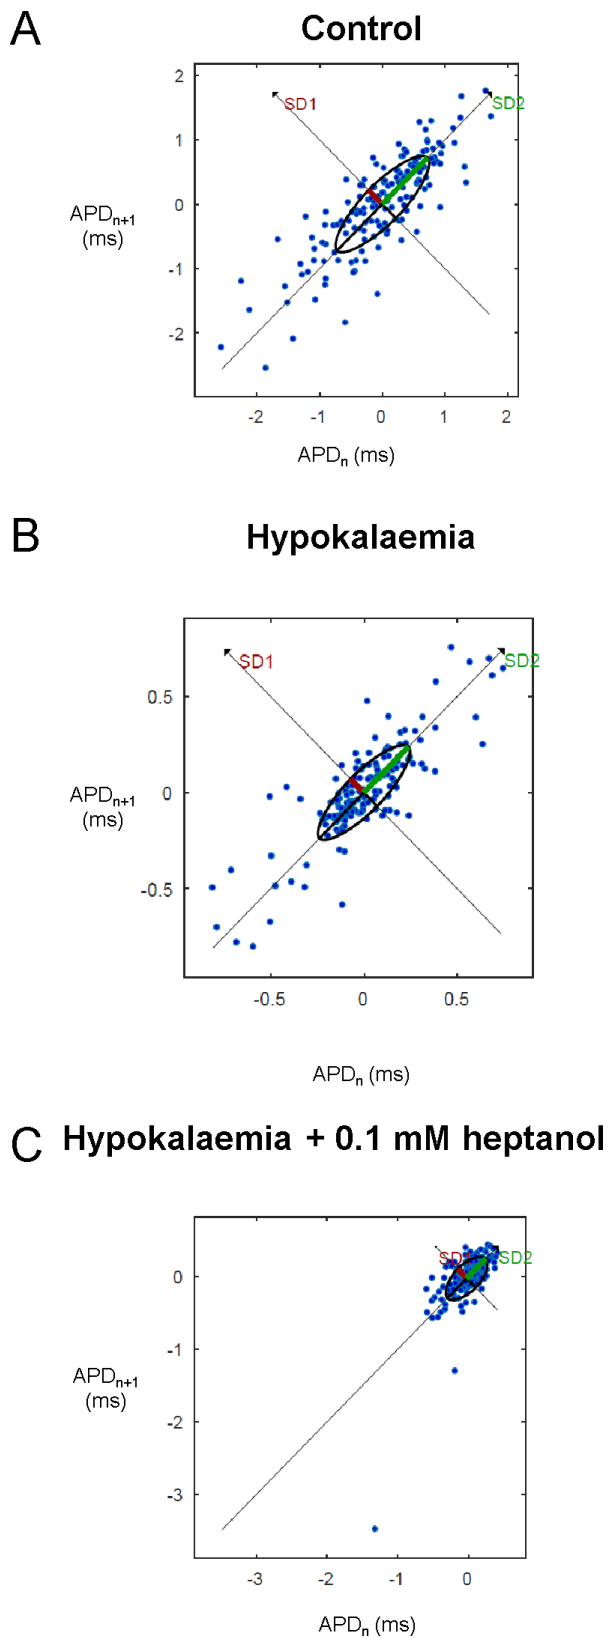 A
Control
2
SD1
SD2
1
APDn+1
(ms)
0
-1
-2
-2 -1 0 1 2
APDn (ms)
B
Hypokalaemia
SD1
SD2
0.5
APDn+1
(ms)
0
-0.5
-0.5 0 0.5
APDn (ms)
C
Hypokalaemia + 0.1 mM heptanol
SD1
SD2
0
-1
APDn+1
(ms)
-2
-3
-3 -2 -1 0
APDn (ms)